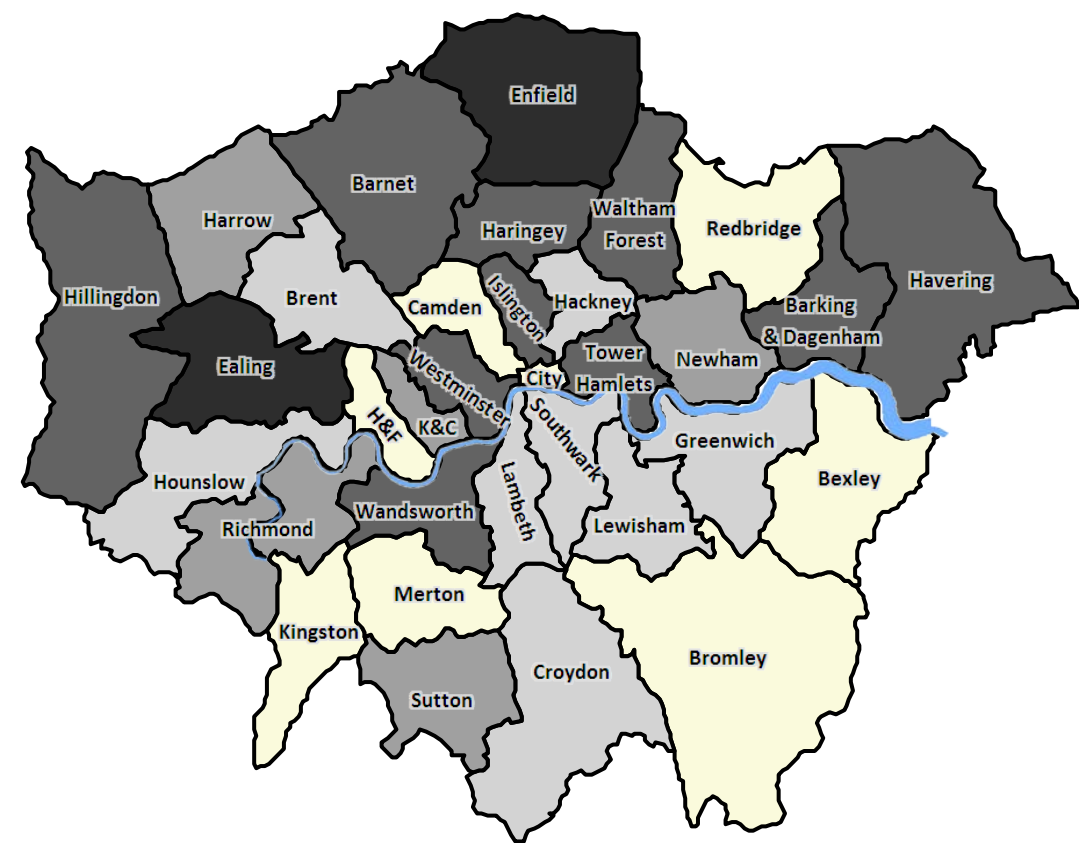 Enfield
Barnet
Harrow
Haringey
Waltham
Forest
Redbridge
Hillingdon
Brent
Camden
Islington
Hackney
Barking
& Dagenham
Havering
Ealing
Westminster
City
Tower
Hamlets
Newham
H&F
K&C
Southwark
Greenwich
Hounslow
Richmond
Wandsworth
Lambeth
Lewisham
Bexley
Merton
Kingston
Sutton
Croydon
Bromley